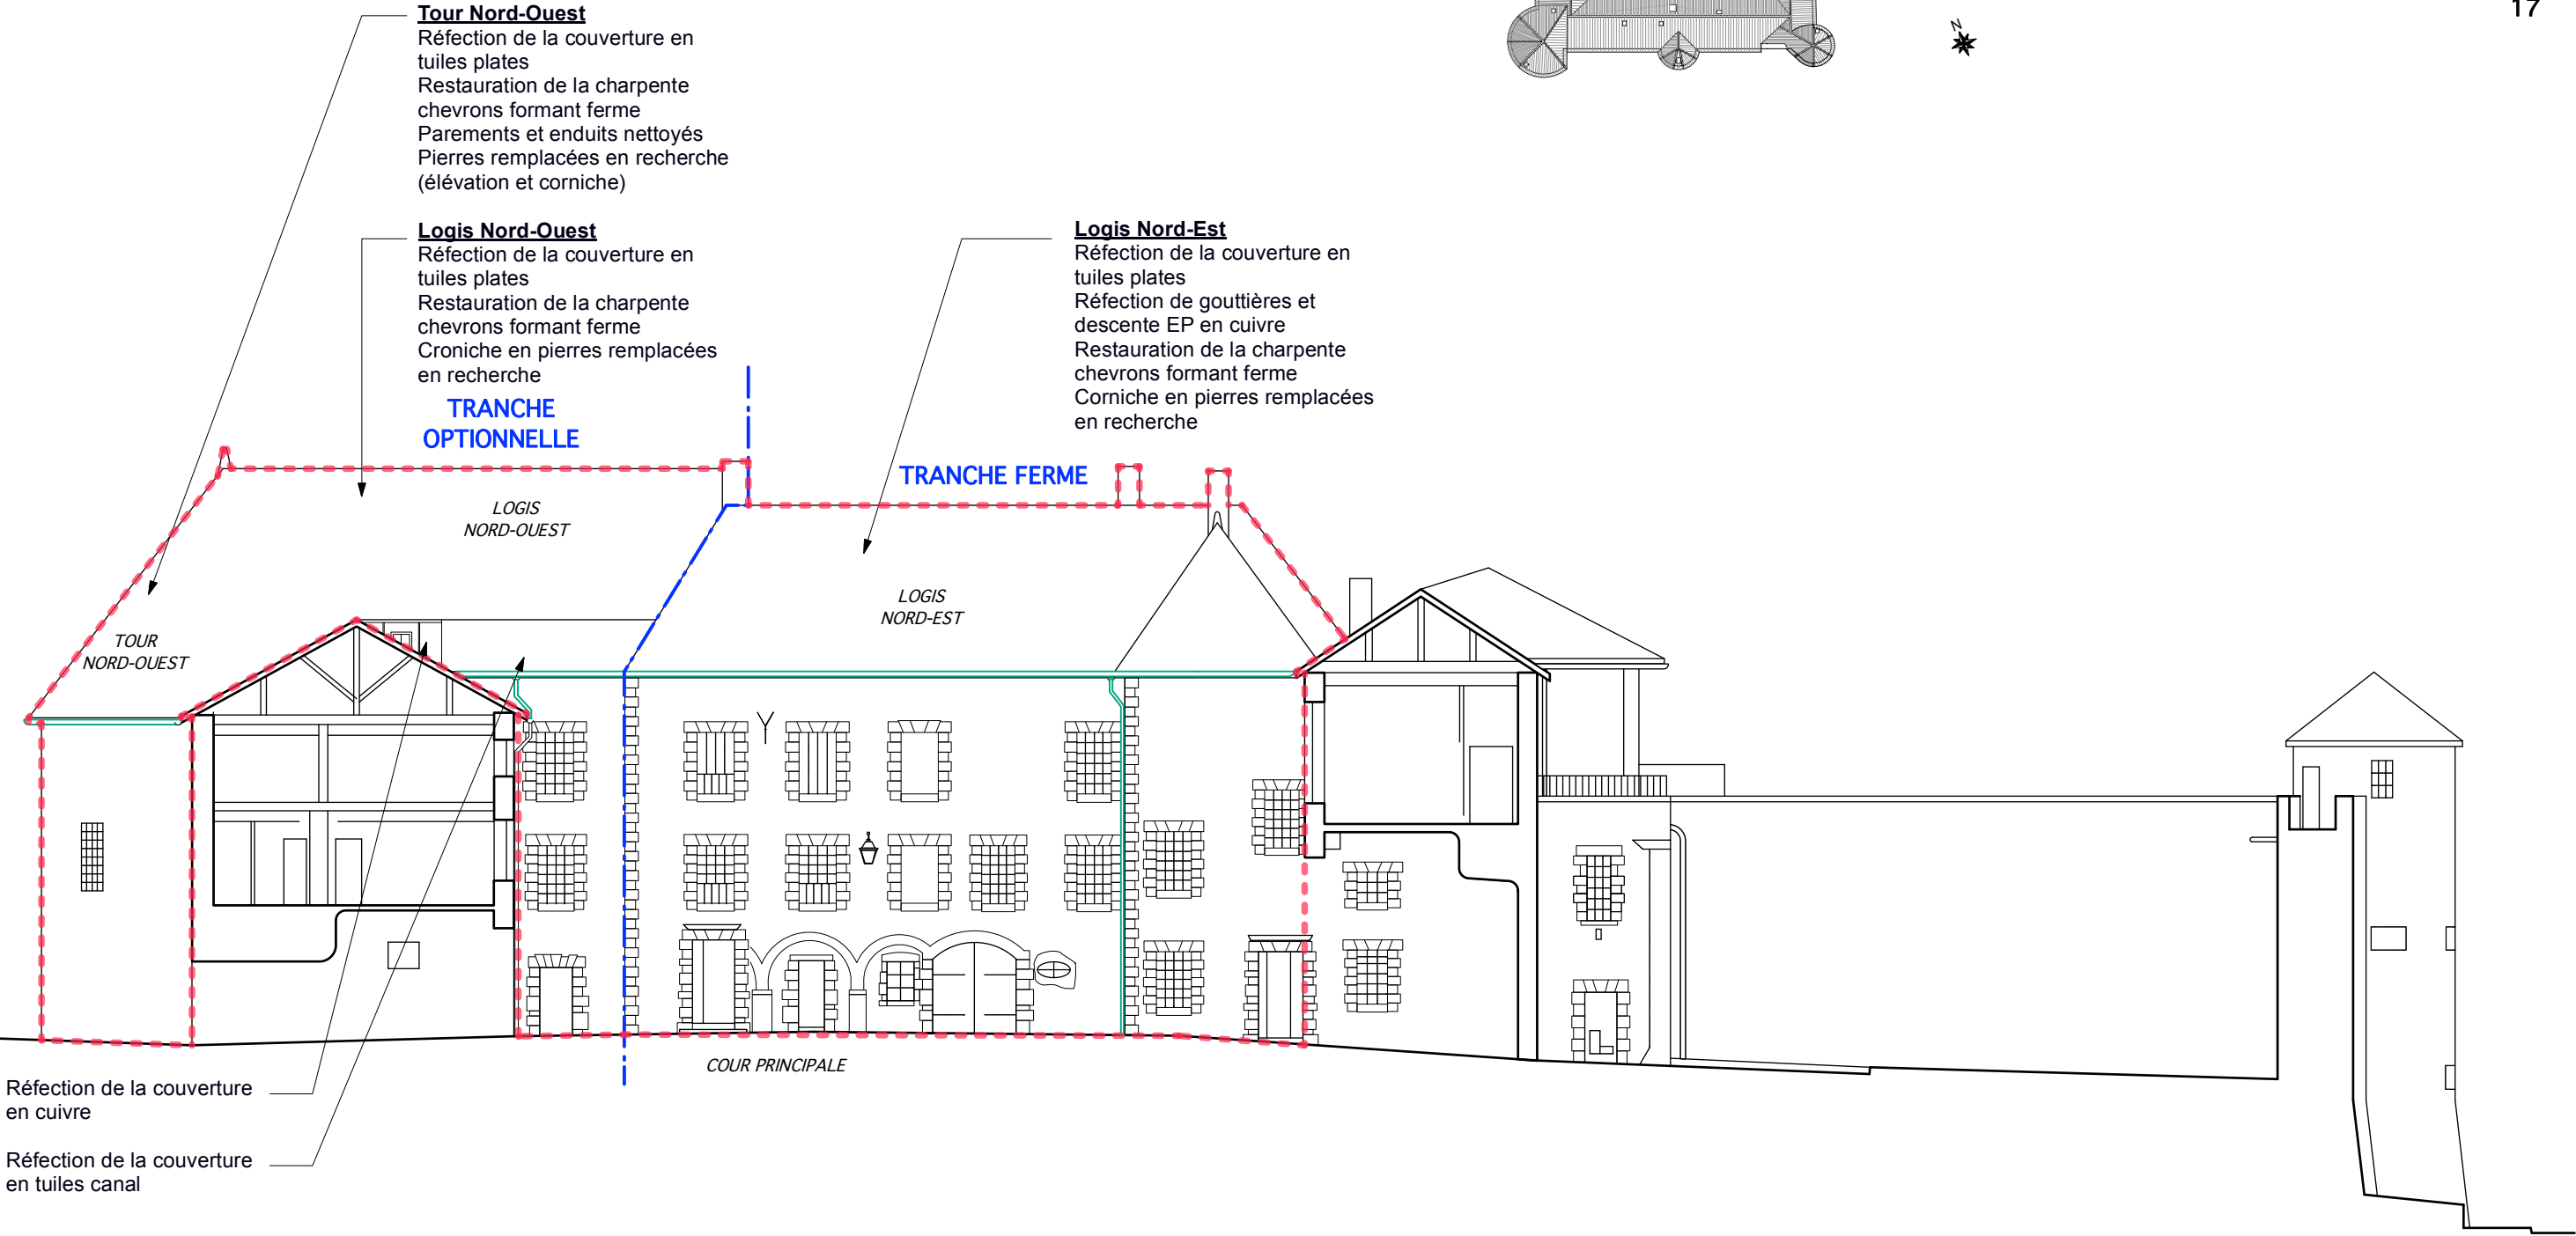 17
N
Tour Nord-Ouest
Réfection de la couverture en
tuiles plates
Restauration de la charpente
chevrons formant ferme
Parements et enduits nettoyés
Pierres remplacées en recherche
(élévation et corniche)
Logis Nord-Ouest
Réfection de la couverture en
tuiles plates
Restauration de la charpente
chevrons formant ferme
Croniche en pierres remplacées
en recherche
TRANCHE
OPTIONNELLE
Logis Nord-Est
Réfection de la couverture en
tuiles plates
Réfection de gouttières et
descente EP en cuivre
Restauration de la charpente
chevrons formant ferme
Corniche en pierres remplacées
en recherche
TRANCHE FERME
LOGIS
NORD-OUEST
LOGIS
NORD-EST
TOUR
NORD-OUEST
COUR PRINCIPALE
Réfection de la couverture
en cuivre
Réfection de la couverture
en tuiles canal